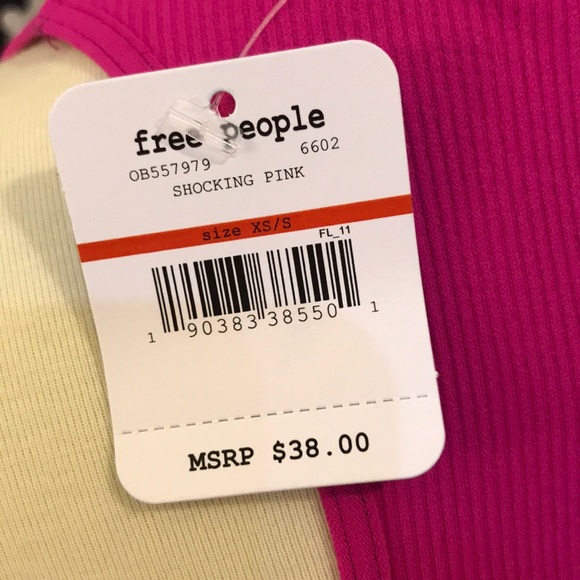 free people
OB557979 6602
SHOCKING PINK
size XS/S
FL_11
1 90383 38550 1
MSRP $38.00